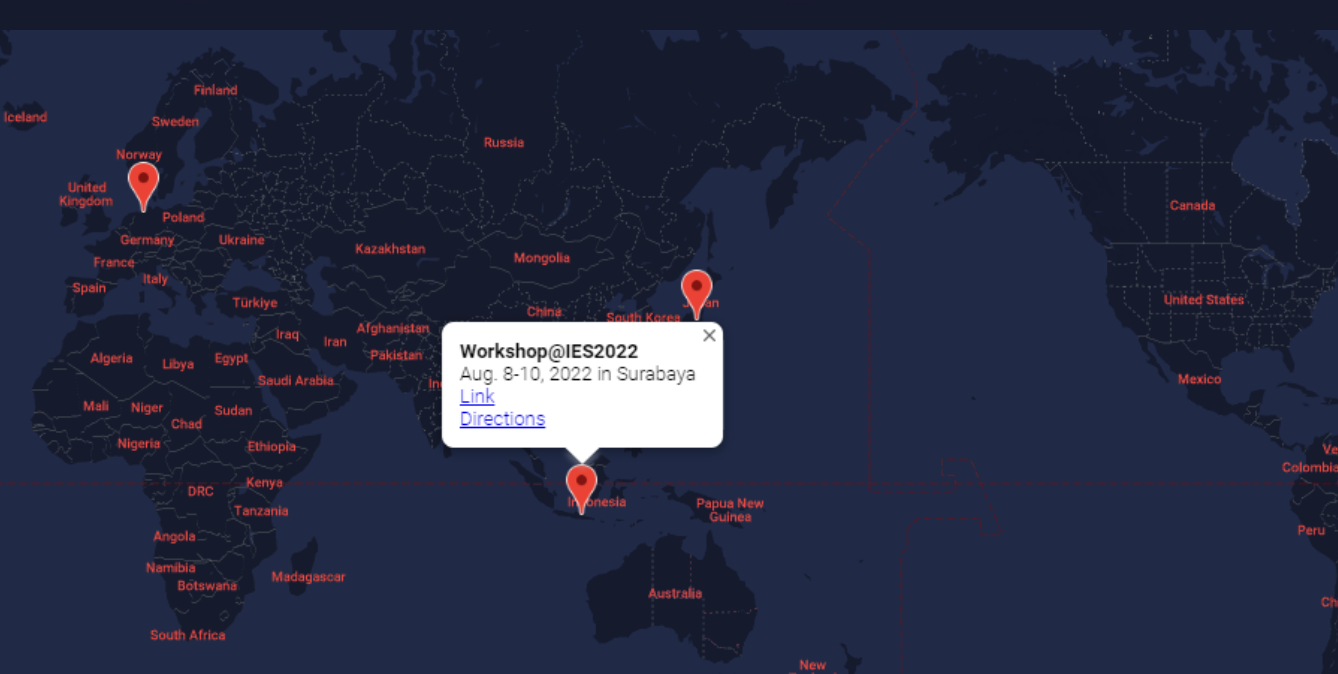 Finland
Iceland
Sweden
Russia
Norway
United
Kingdom
Canada
Poland
Germany
Ukraine
Kazakhstan
Mongolia
France
Italy
Spain
Türkiye
United States
China
South Korea
Afghanistan
Iraq
Iran
Pakistan
Algeria
Libya
Egypt
Saudi Arabia
Workshop@IES2022
Aug. 8-10, 2022 in Surabaya
Link
Directions
Mexico
Mali
Niger
Sudan
Chad
Nigeria
Ethiopia
Colombia
Kenya
DRC
Papua New
Guinea
Tanzania
Peru
Angola
Namibia
Madagascar
Botswana
Australia
South Africa
New